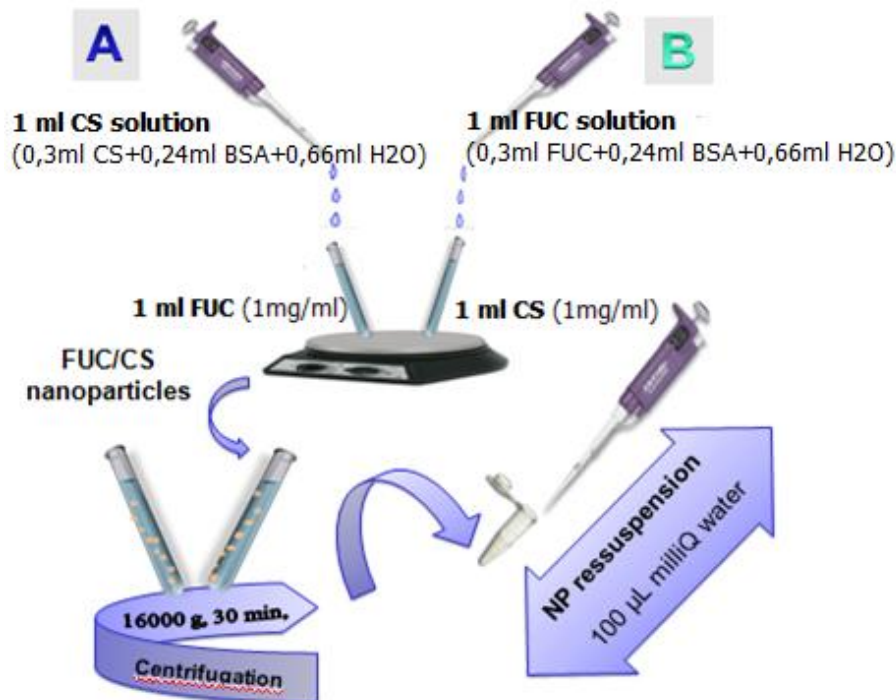 A
B
1 ml CS solution
(0,3ml CS+0,24ml BSA+0,66ml H2O)
1 ml FUC solution
(0,3ml FUC+0,24ml BSA+0,66ml H2O)
1 ml FUC (1mg/ml)
1 ml CS (1mg/ml)
FUC/CS
nanoparticles
NP ressuspension
100 µL milliQ water
16000 g, 30 min.
Centrifugation